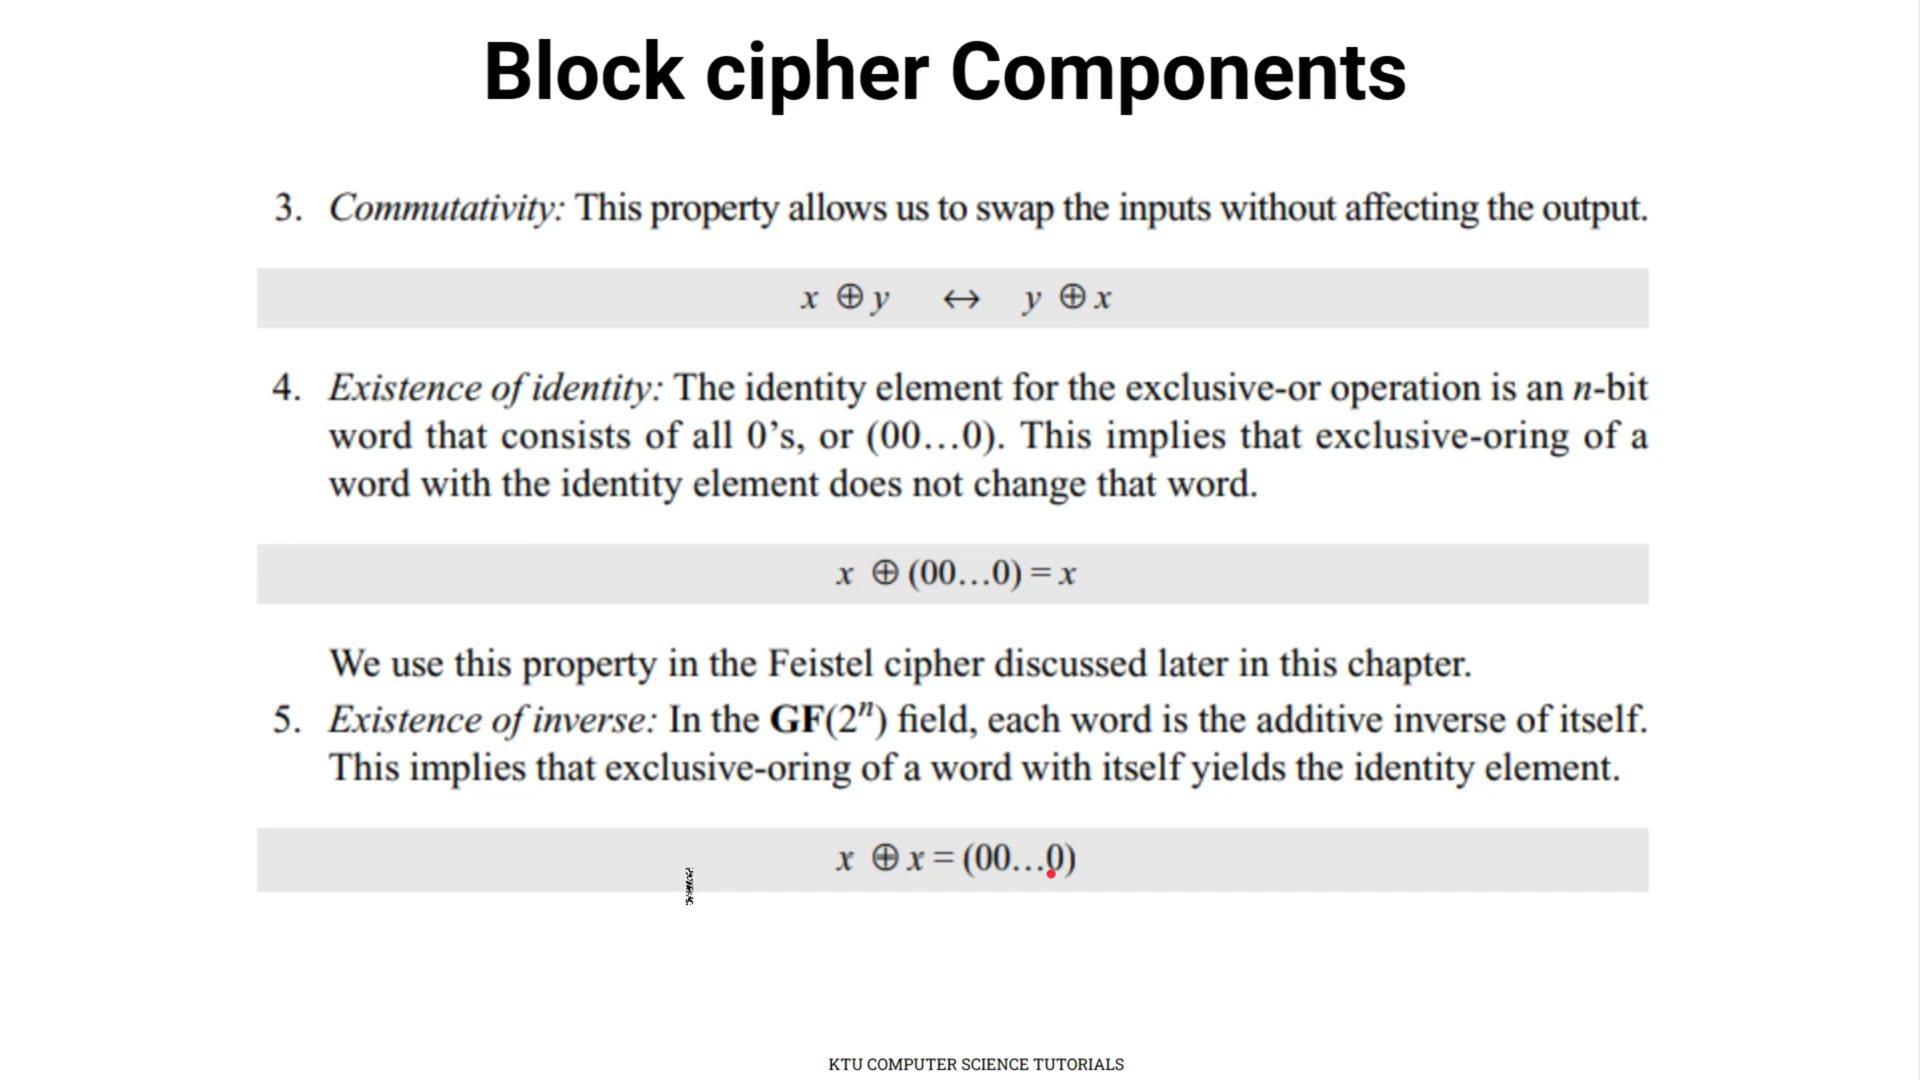 Block cipher Components
3. Commutativity: This property allows us to swap the inputs without affecting the output.
x ⊕ y ↔ y ⊕ x
4. Existence of identity: The identity element for the exclusive-or operation is an n-bit
word that consists of all 0’s, or (00…0). This implies that exclusive-oring of a
word with the identity element does not change that word.
x ⊕ (00…0) = x
We use this property in the Feistel cipher discussed later in this chapter.
5. Existence of inverse: In the GF(2ⁿ) field, each word is the additive inverse of itself.
This implies that exclusive-oring of a word with itself yields the identity element.
x ⊕ x = (00…0)
KTU COMPUTER SCIENCE TUTORIALS